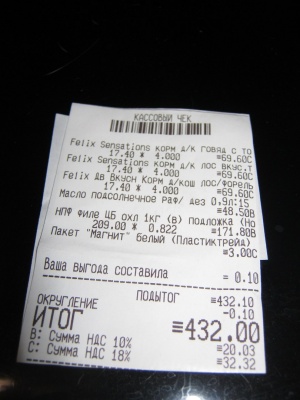 КАССОВЫЙ ЧЕК
Felix Sensations КОРМ Д/К ГОВЯД С ТО
17.40 * 4.000 ≡69.60С
Felix Sensations КОРМ Д/К ЛОС ВКУС.Т
17.40 * 4.000 ≡69.60С
Felix Дв Вкусн Корм д/кош лос/форель
17.40 * 4.000 ≡69.60С
Масло подсолнечное раф/дез 0,9л:15
≡48.50В
НПФ Филе ЦБ охл 1кг (в) Подложка (Но
209.00 * 0.822 ≡171.80В
Пакет "Магнит" белый (Пластиктрейд)
≡3.00С
Ваша выгода составила = 0.10
ПОДЫТОГ ≡432.10
ОКРУГЛЕНИЕ -0.10
ИТОГ ≡432.00
В: Сумма НДС 10% ≡20.03
С: Сумма НДС 18% ≡32.32